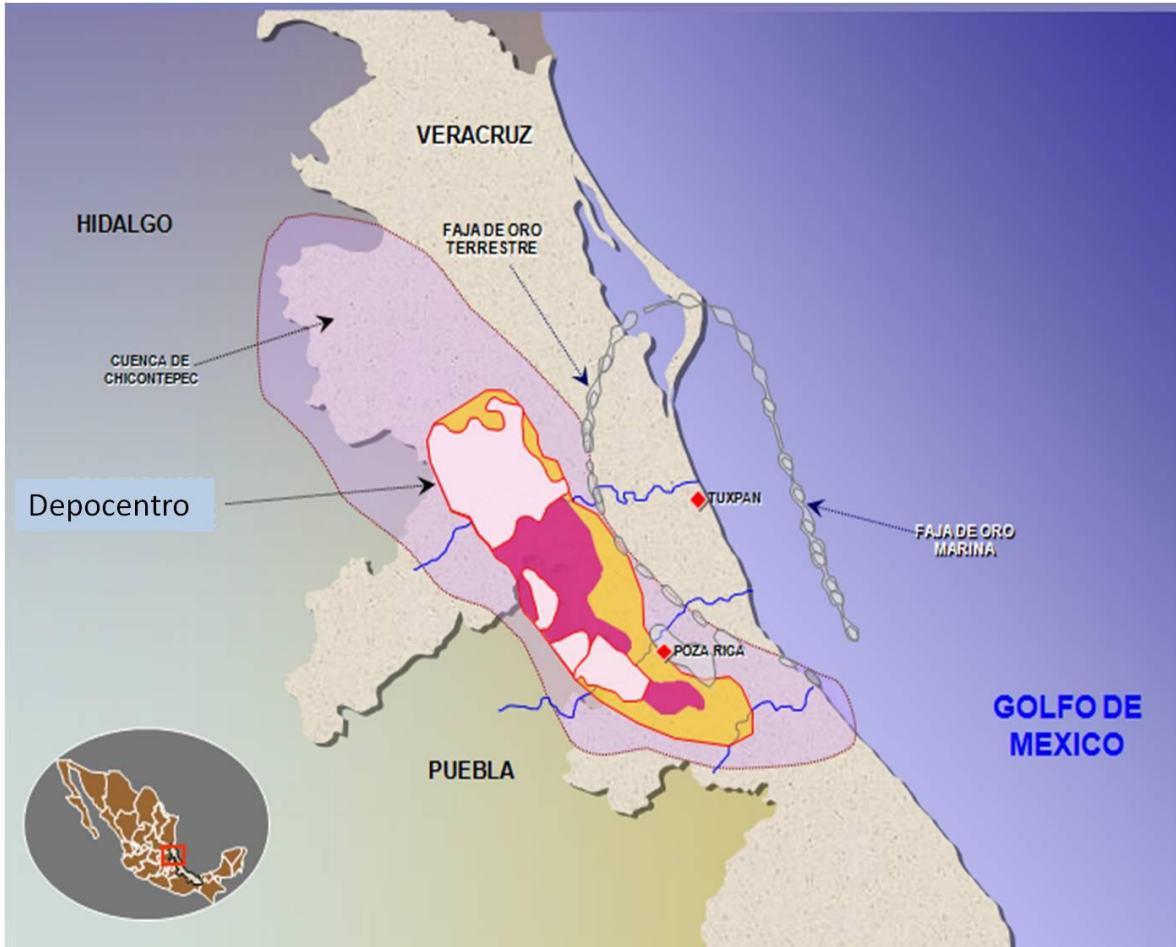 VERACRUZ
HIDALGO
FAJA DE ORO
TERRESTRE
CUENCA DE
CHICONTEPEC
Depocentro
TUXPAN
FAJA DE ORO
MARINA
POZA RICA
GOLFO DE
MEXICO
PUEBLA